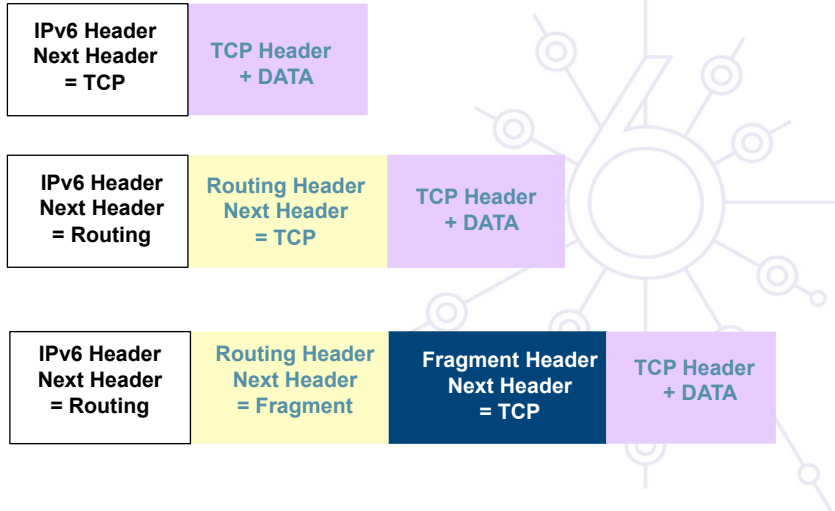 IPv6 Header
Next Header
= TCP
TCP Header
+ DATA
IPv6 Header
Next Header
= Routing
Routing Header
Next Header
= TCP
TCP Header
+ DATA
IPv6 Header
Next Header
= Routing
Routing Header
Next Header
= Fragment
Fragment Header
Next Header
= TCP
TCP Header
+ DATA